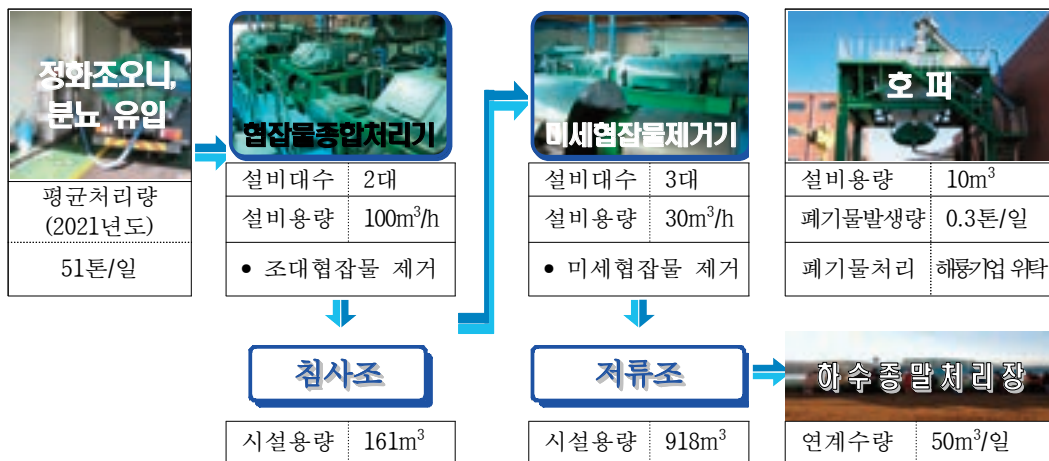 정화조오니,
분뇨 유입
평균처리량
(2021년도)
51톤/일
협잡물종합처리기
설비대수 2대
설비용량 100m³/h
• 조대협잡물 제거
침사조
시설용량 161m³
미세협잡물제거기
설비대수 3대
설비용량 30m³/h
• 미세협잡물 제거
저류조
시설용량 918m³
호 퍼
설비용량 10m³
폐기물발생량 0.3톤/일
폐기물처리 해룡기업 위탁
하수종말처리장
연계수량 50m³/일